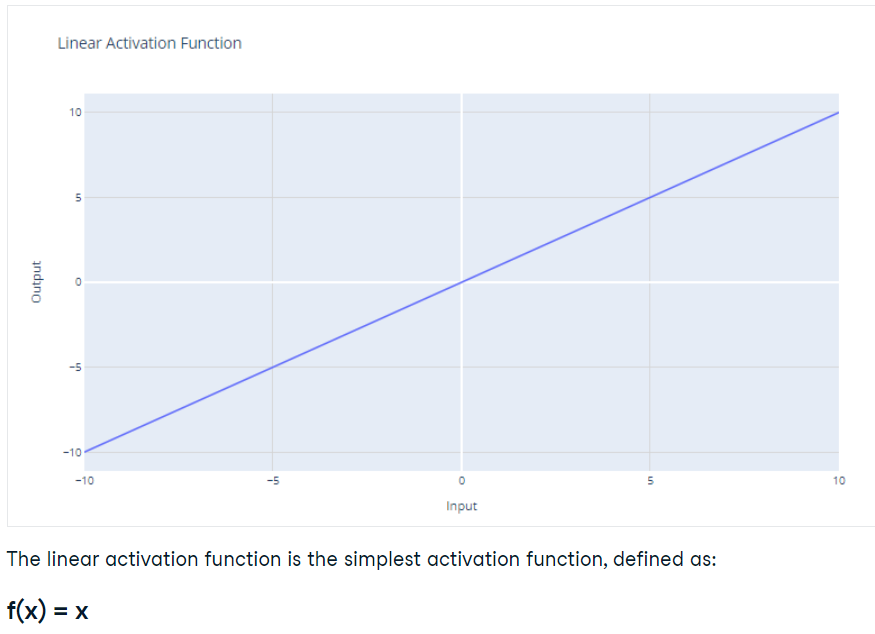 Linear Activation Function
10
5
0
−5
−10
Output
−10 −5 0 5 10
Input
The linear activation function is the simplest activation function, defined as:
f(x) = x